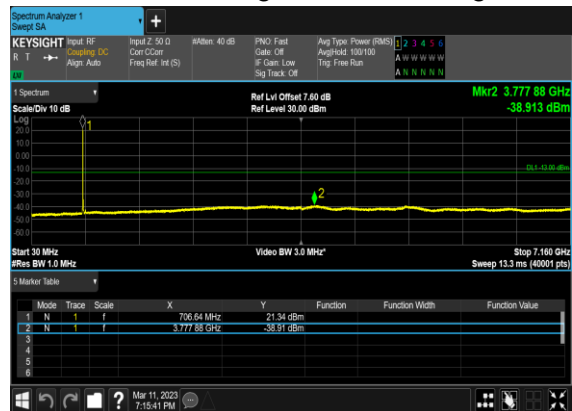 Spectrum Analyzer 1
Swept SA
+
KEYSIGHT Input: RF Input Z: 50 Ω #Atten: 40 dB PNO: Fast Avg Type: Power (RMS) 1 2 3 4 5 6
R T Coupling: DC Corr CCorr Gate: Off Avg|Hold: 100/100 A W W W W W
Align: Auto Freq Ref: Int (S) IF Gain: Low Trig: Free Run
LW Sig Track: Off A N N N N N
1 Spectrum Ref Lvl Offset 7.60 dB Mkr2 3.777 88 GHz
Scale/Div 10 dB Ref Level 30.00 dBm -38.913 dBm
Log
20.0 1
10.0
0.00
-10.0 DL1 -13.00 dBm
-20.0
-30.0 2
-40.0
-50.0
-60.0
Start 30 MHz Video BW 3.0 MHz* Stop 7.160 GHz
#Res BW 1.0 MHz Sweep 13.3 ms (40001 pts)
5 Marker Table
Mode Trace Scale X Y Function Function Width Function Value
1 N 1 f 706.64 MHz 21.34 dBm
2 N 1 f 3.777 88 GHz -38.91 dBm
3
4
5
6
? Mar 11, 2023
7:15:41 PM